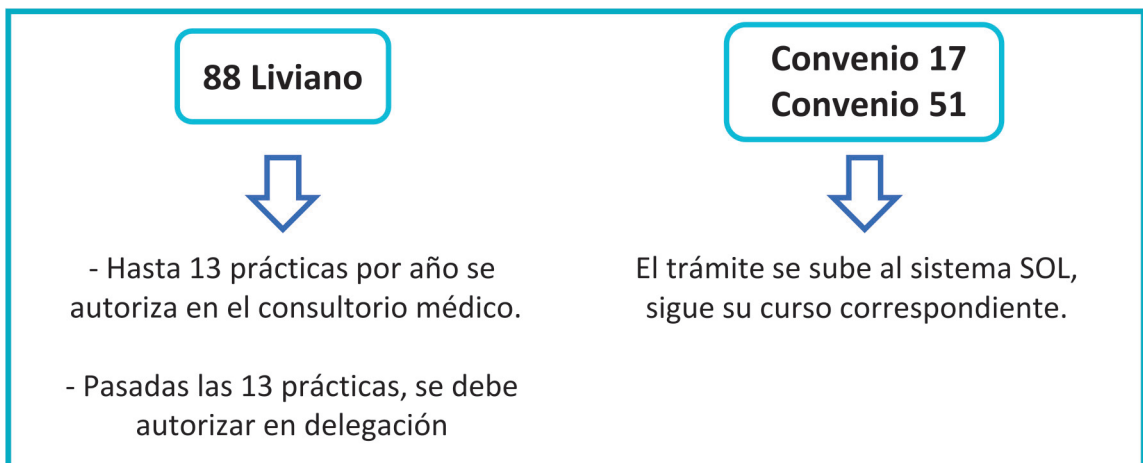 88 Liviano
- Hasta 13 prácticas por año se
autoriza en el consultorio médico.
- Pasadas las 13 prácticas, se debe
autorizar en delegación
Convenio 17
Convenio 51
El trámite se sube al sistema SOL,
sigue su curso correspondiente.